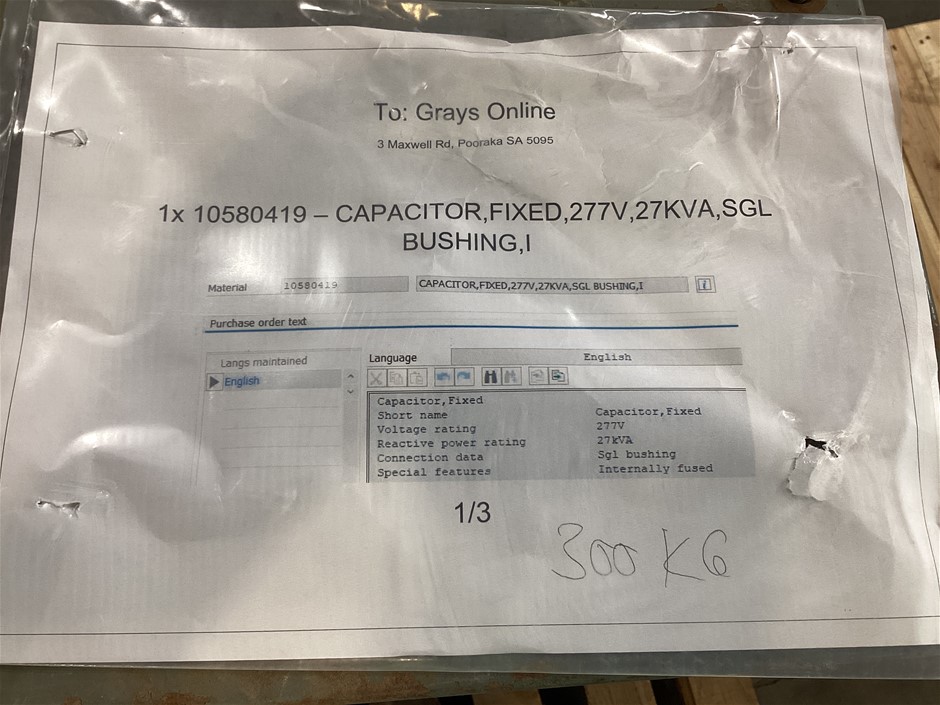 To: Grays Online
3 Maxwell Rd, Pooraka SA 5095
1x 10580419 – CAPACITOR,FIXED,277V,27KVA,SGL
BUSHING,I
Material 10580419 CAPACITOR,FIXED,277V,27KVA,SGL BUSHING,I
Purchase order text
Langs maintained
English
Language English
Capacitor,Fixed
Short name Capacitor,Fixed
Voltage rating 277V
Reactive power rating 27kVA
Connection data Sgl bushing
Special features Internally fused
1/3
300 KG